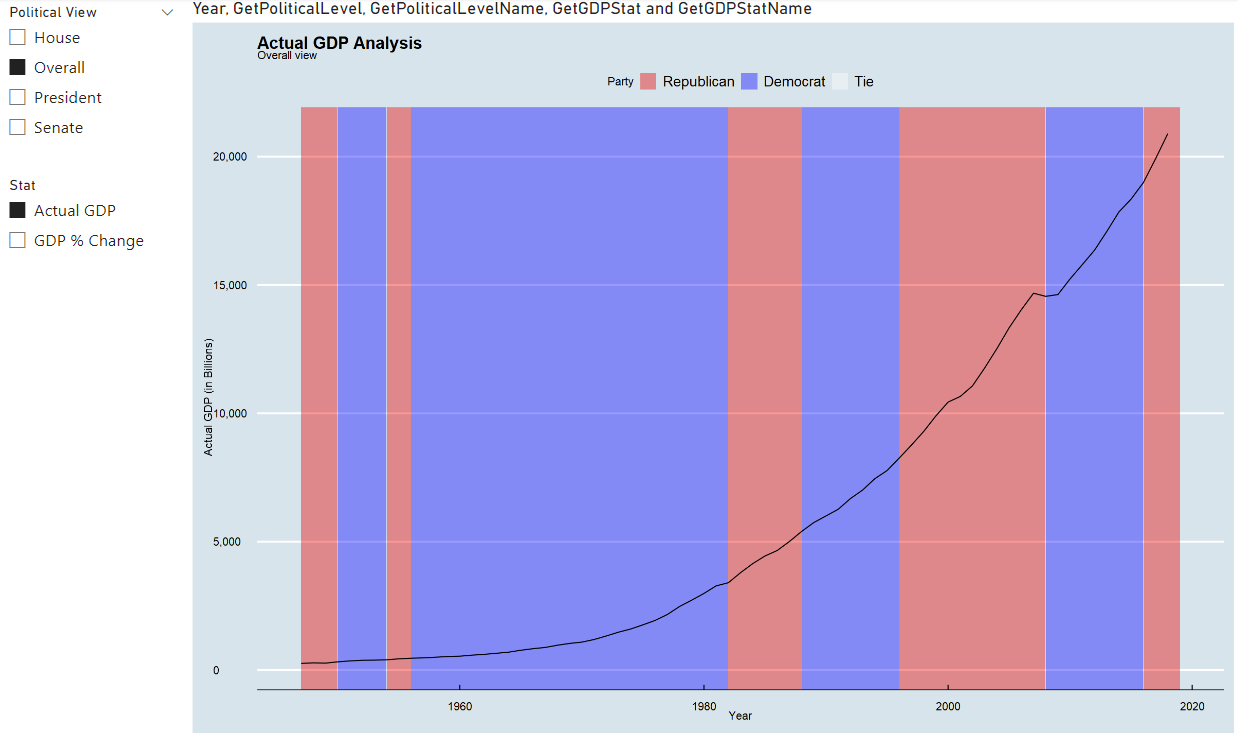 Political View
House
Overall
President
Senate
Stat
Actual GDP
GDP % Change
Year, GetPoliticalLevel, GetPoliticalLevelName, GetGDPStat and GetGDPStatName
Actual GDP Analysis
Overall view
Party Republican Democrat Tie
20,000
15,000
10,000
5,000
0
Actual GDP (in Billions)
1960 1980 2000 2020
Year